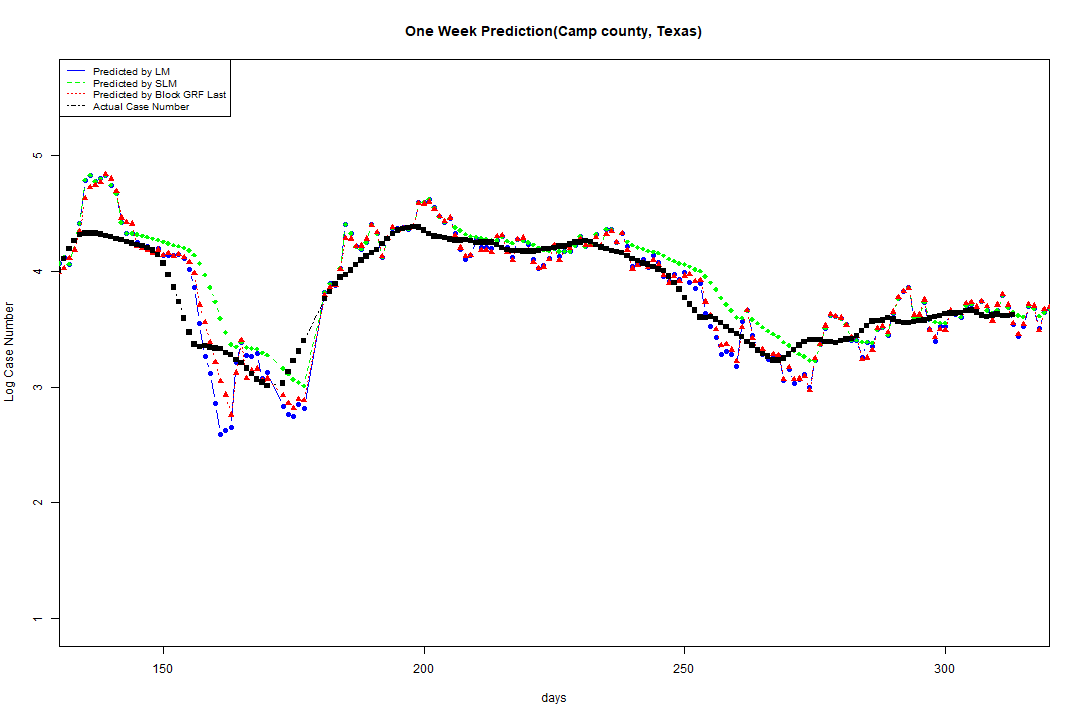 One Week Prediction(Camp county, Texas)
Predicted by LM
Predicted by SLM
Predicted by Block GRF Last
Actual Case Number
5
4
3
2
1
Log Case Number
150 200 250 300
days